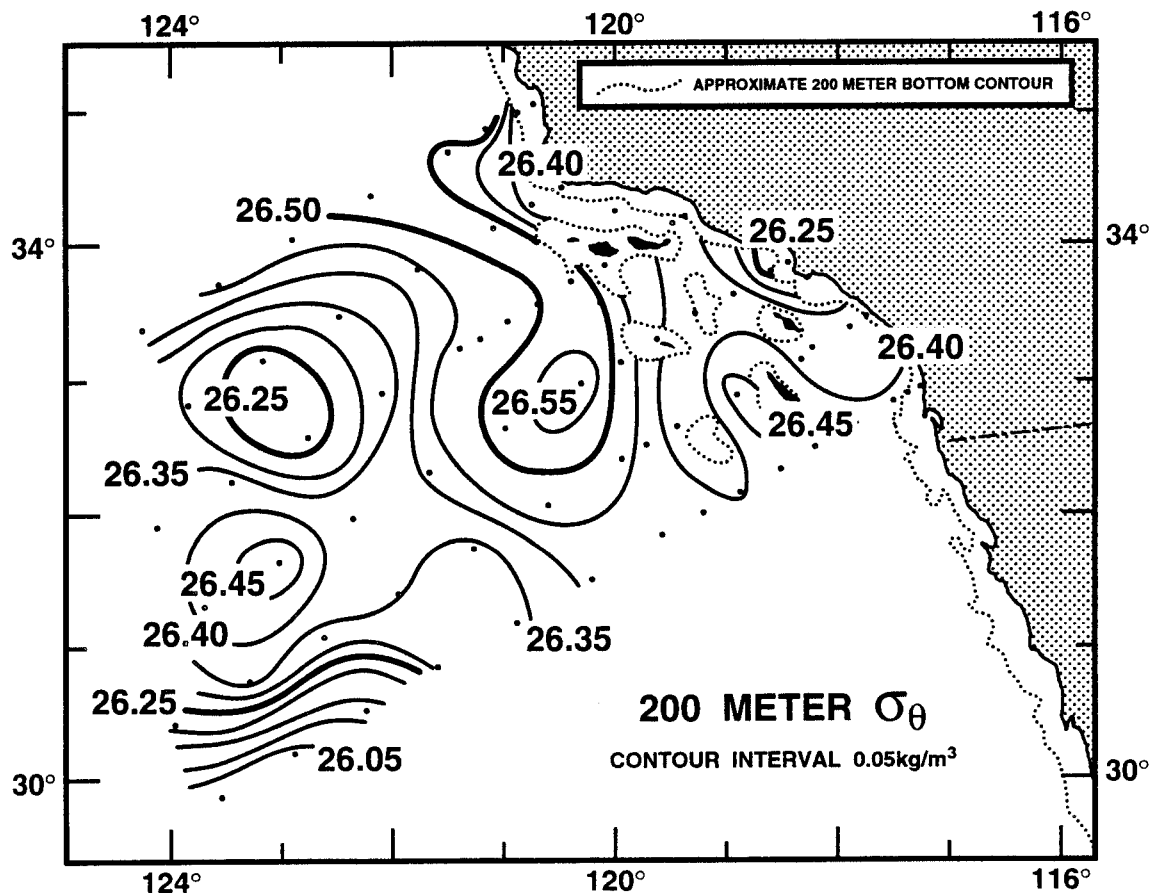 124° 120° 116°
APPROXIMATE 200 METER BOTTOM CONTOUR
26.40
26.50
34° 26.25 34°
26.40
26.25 26.55
26.45
26.35
26.45
26.40 26.35
26.25
200 METER σθ
26.05 CONTOUR INTERVAL 0.05kg/m³
30° 30°
124° 120° 116°